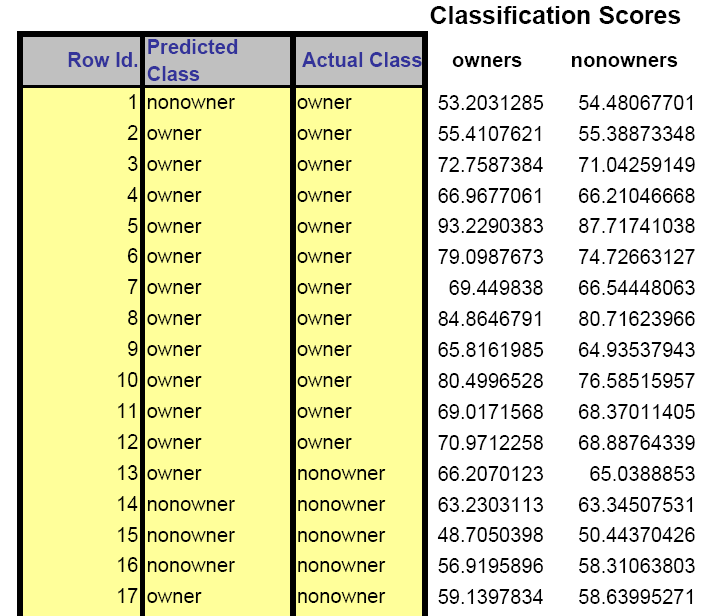 Classification Scores
Row Id. Predicted Class Actual Class owners nonowners
1 nonowner owner 53.2031285 54.48067701
2 owner owner 55.4107621 55.38873348
3 owner owner 72.7587384 71.04259149
4 owner owner 66.9677061 66.21046668
5 owner owner 93.2290383 87.71741038
6 owner owner 79.0987673 74.72663127
7 owner owner 69.449838 66.54448063
8 owner owner 84.8646791 80.71623966
9 owner owner 65.8161985 64.93537943
10 owner owner 80.4996528 76.58515957
11 owner owner 69.0171568 68.37011405
12 owner owner 70.9712258 68.88764339
13 owner nonowner 66.2070123 65.0388853
14 nonowner nonowner 63.2303113 63.34507531
15 nonowner nonowner 48.7050398 50.44370426
16 nonowner nonowner 56.9195896 58.31063803
17 owner nonowner 59.1397834 58.63995271